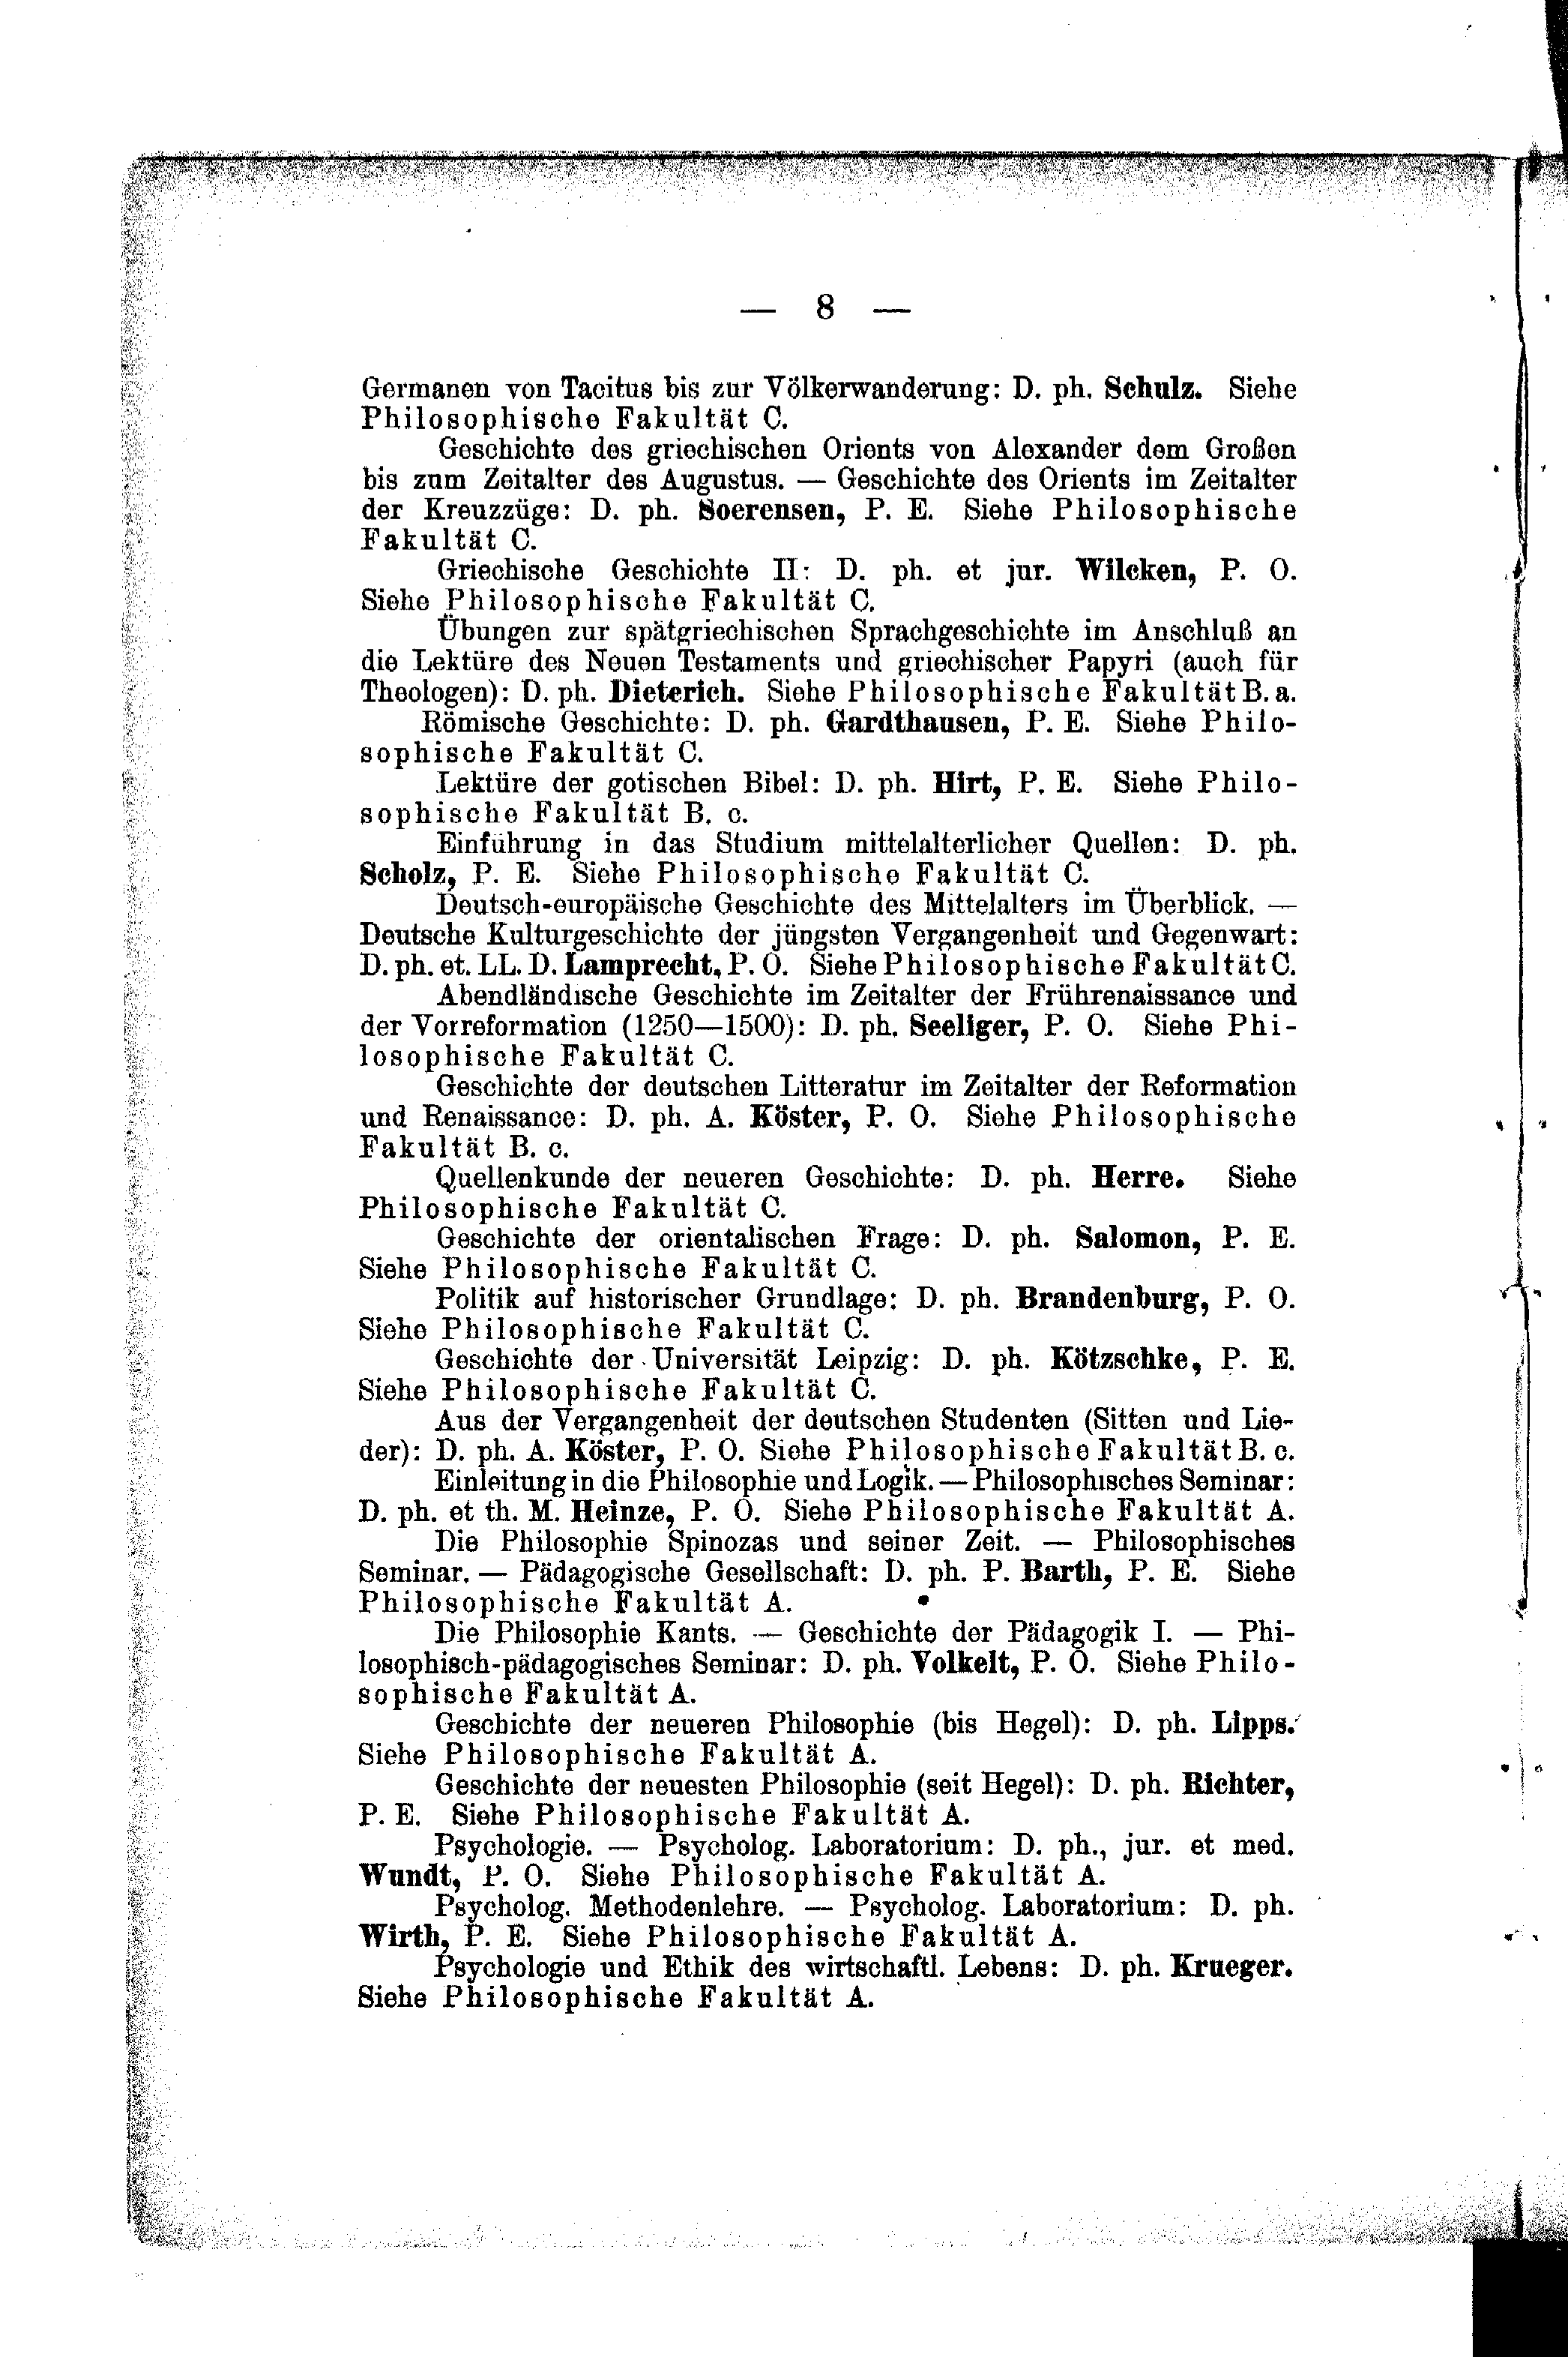 — 8 —
Germanen von Tacitus bis zur Völkerwanderung: D. ph. Schulz. Siehe
Philosophische Fakultät C.
Geschichte des griechischen Orients von Alexander dem Großen
bis zum Zeitalter des Augustus. — Geschichte des Orients im Zeitalter
der Kreuzzüge: D. ph. Soerensen, P. E. Siehe Philosophische
Fakultät C.
Griechische Geschichte II: D. ph. et jur. Wilcken, P. O.
Siehe Philosophische Fakultät C.
Übungen zur spätgriechischen Sprachgeschichte im Anschluß an
die Lektüre des Neuen Testaments und griechischer Papyri (auch für
Theologen): D. ph. Dieterich. Siehe Philosophische Fakultät B. a.
Römische Geschichte: D. ph. Gardthausen, P. E. Siehe Philo-
sophische Fakultät C.
Lektüre der gotischen Bibel: D. ph. Hirt, P. E. Siehe Philo-
sophische Fakultät B. c.
Einführung in das Studium mittelalterlicher Quellen: D. ph.
Scholz, P. E. Siehe Philosophische Fakultät C.
Deutsch-europäische Geschichte des Mittelalters im Überblick. —
Deutsche Kulturgeschichte der jüngsten Vergangenheit und Gegenwart:
D. ph. et. LL. D. Lamprecht, P. O. Siehe Philosophische Fakultät C.
Abendländische Geschichte im Zeitalter der Frührenaissance und
der Vorreformation (1250—1500): D. ph. Seeliger, P. O. Siehe Phi-
losophische Fakultät C.
Geschichte der deutschen Litteratur im Zeitalter der Reformation
und Renaissance: D. ph. A. Köster, P. O. Siehe Philosophische
Fakultät B. c.
Quellenkunde der neueren Geschichte: D. ph. Herre. Siehe
Philosophische Fakultät C.
Geschichte der orientalischen Frage: D. ph. Salomon, P. E.
Siehe Philosophische Fakultät C.
Politik auf historischer Grundlage: D. ph. Brandenburg, P. O.
Siehe Philosophische Fakultät C.
Geschichte der Universität Leipzig: D. ph. Kötzschke, P. E.
Siehe Philosophische Fakultät C.
Aus der Vergangenheit der deutschen Studenten (Sitten und Lie-
der): D. ph. A. Köster, P. O. Siehe Philosophische Fakultät B. c.
Einleitung in die Philosophie und Logik. — Philosophisches Seminar:
D. ph. et th. M. Heinze, P. O. Siehe Philosophische Fakultät A.
Die Philosophie Spinozas und seiner Zeit. — Philosophisches
Seminar. — Pädagogische Gesellschaft: D. ph. P. Barth, P. E. Siehe
Philosophische Fakultät A.
Die Philosophie Kants. — Geschichte der Pädagogik I. — Phi-
losophisch-pädagogisches Seminar: D. ph. Volkelt, P. O. Siehe Philo-
sophische Fakultät A.
Geschichte der neueren Philosophie (bis Hegel): D. ph. Lipps.
Siehe Philosophische Fakultät A.
Geschichte der neuesten Philosophie (seit Hegel): D. ph. Richter,
P. E. Siehe Philosophische Fakultät A.
Psychologie. — Psycholog. Laboratorium: D. ph., jur. et med.
Wundt, P. O. Siehe Philosophische Fakultät A.
Psycholog. Methodenlehre. — Psycholog. Laboratorium: D. ph.
Wirth, P. E. Siehe Philosophische Fakultät A.
Psychologie und Ethik des wirtschaftl. Lebens: D. ph. Krueger.
Siehe Philosophische Fakultät A.